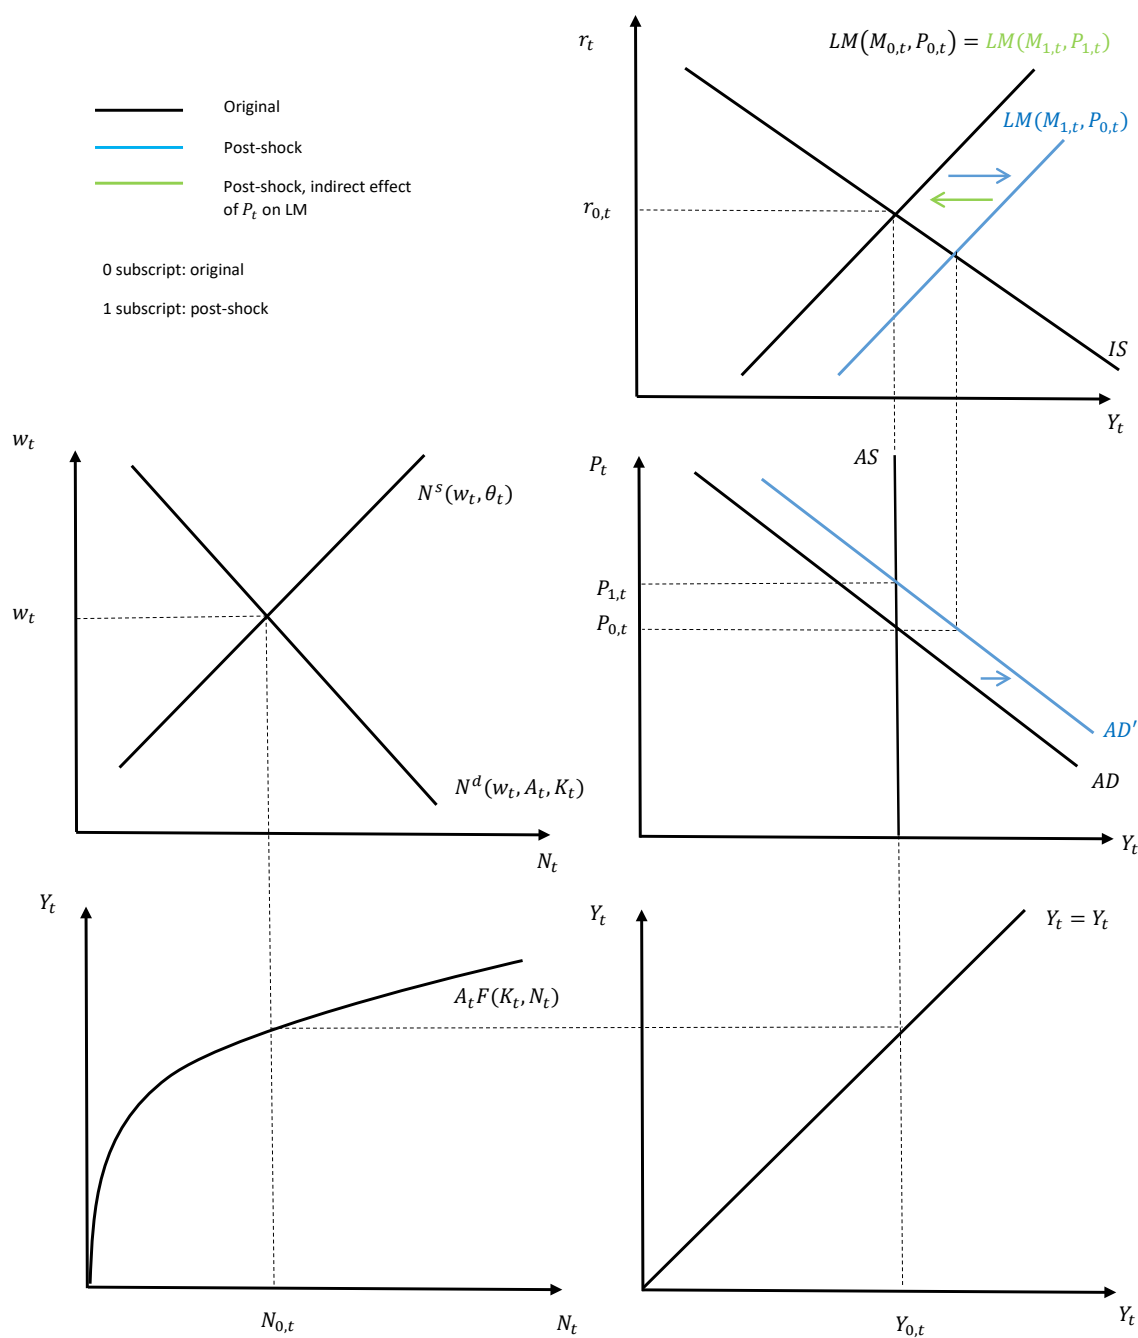 Original
Post-shock
Post-shock, indirect effect
of $P_t$ on LM
0 subscript: original
1 subscript: post-shock
$r_t$
$LM(M_{0,t}, P_{0,t}) = LM(M_{1,t}, P_{1,t})$
$LM(M_{1,t}, P_{0,t})$
$r_{0,t}$
$IS$
$Y_t$
$w_t$
$N^s(w_t, \theta_t)$
$w_t$
$N^d(w_t, A_t, K_t)$
$N_t$
$P_t$
$AS$
$P_{1,t}$
$P_{0,t}$
$AD'$
$AD$
$Y_t$
$Y_t$
$A_tF(K_t, N_t)$
$N_{0,t}$
$N_t$
$Y_t$
$Y_t = Y_t$
$Y_{0,t}$
$Y_t$